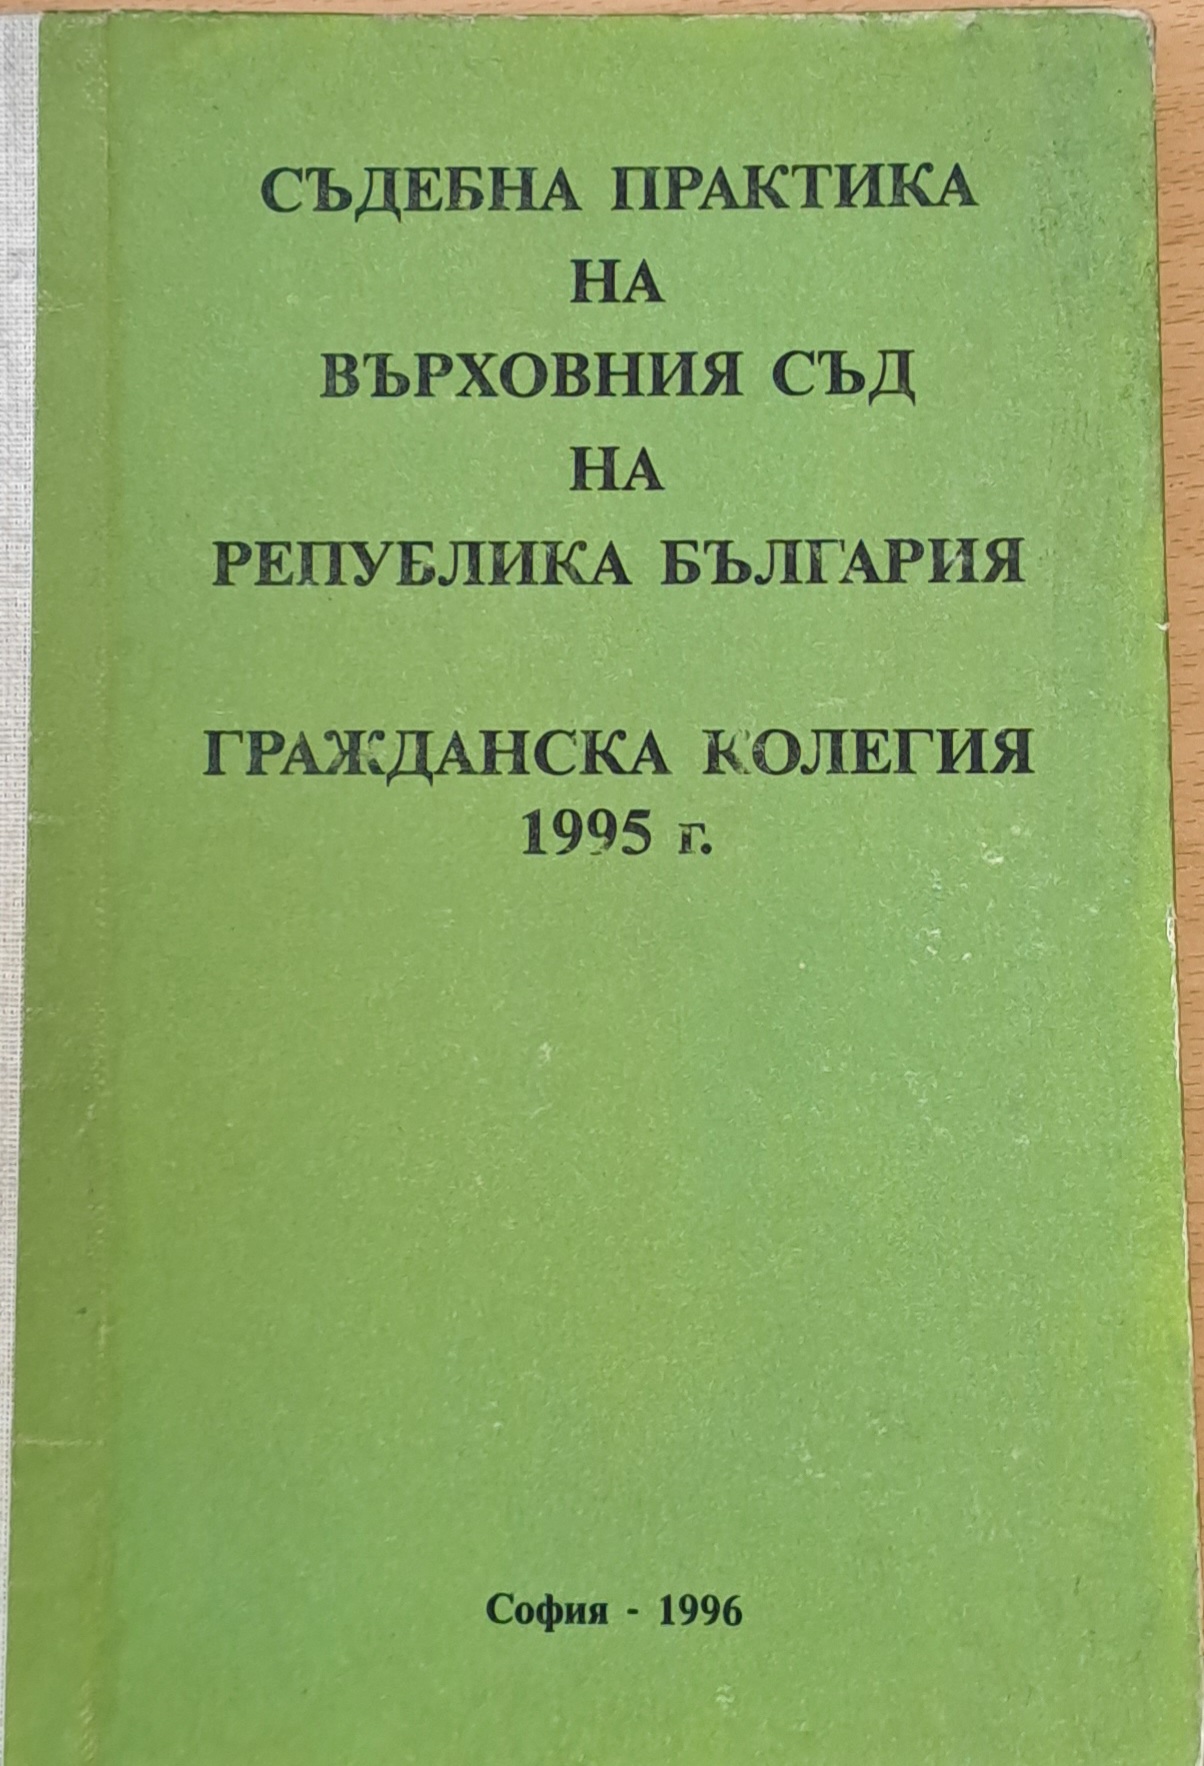 СЪДЕБНА ПРАКТИКА
НА
ВЪРХОВНИЯ СЪД
НА
РЕПУБЛИКА БЪЛГАРИЯ
ГРАЖДАНСКА КОЛЕГИЯ
1995 г.
София - 1996